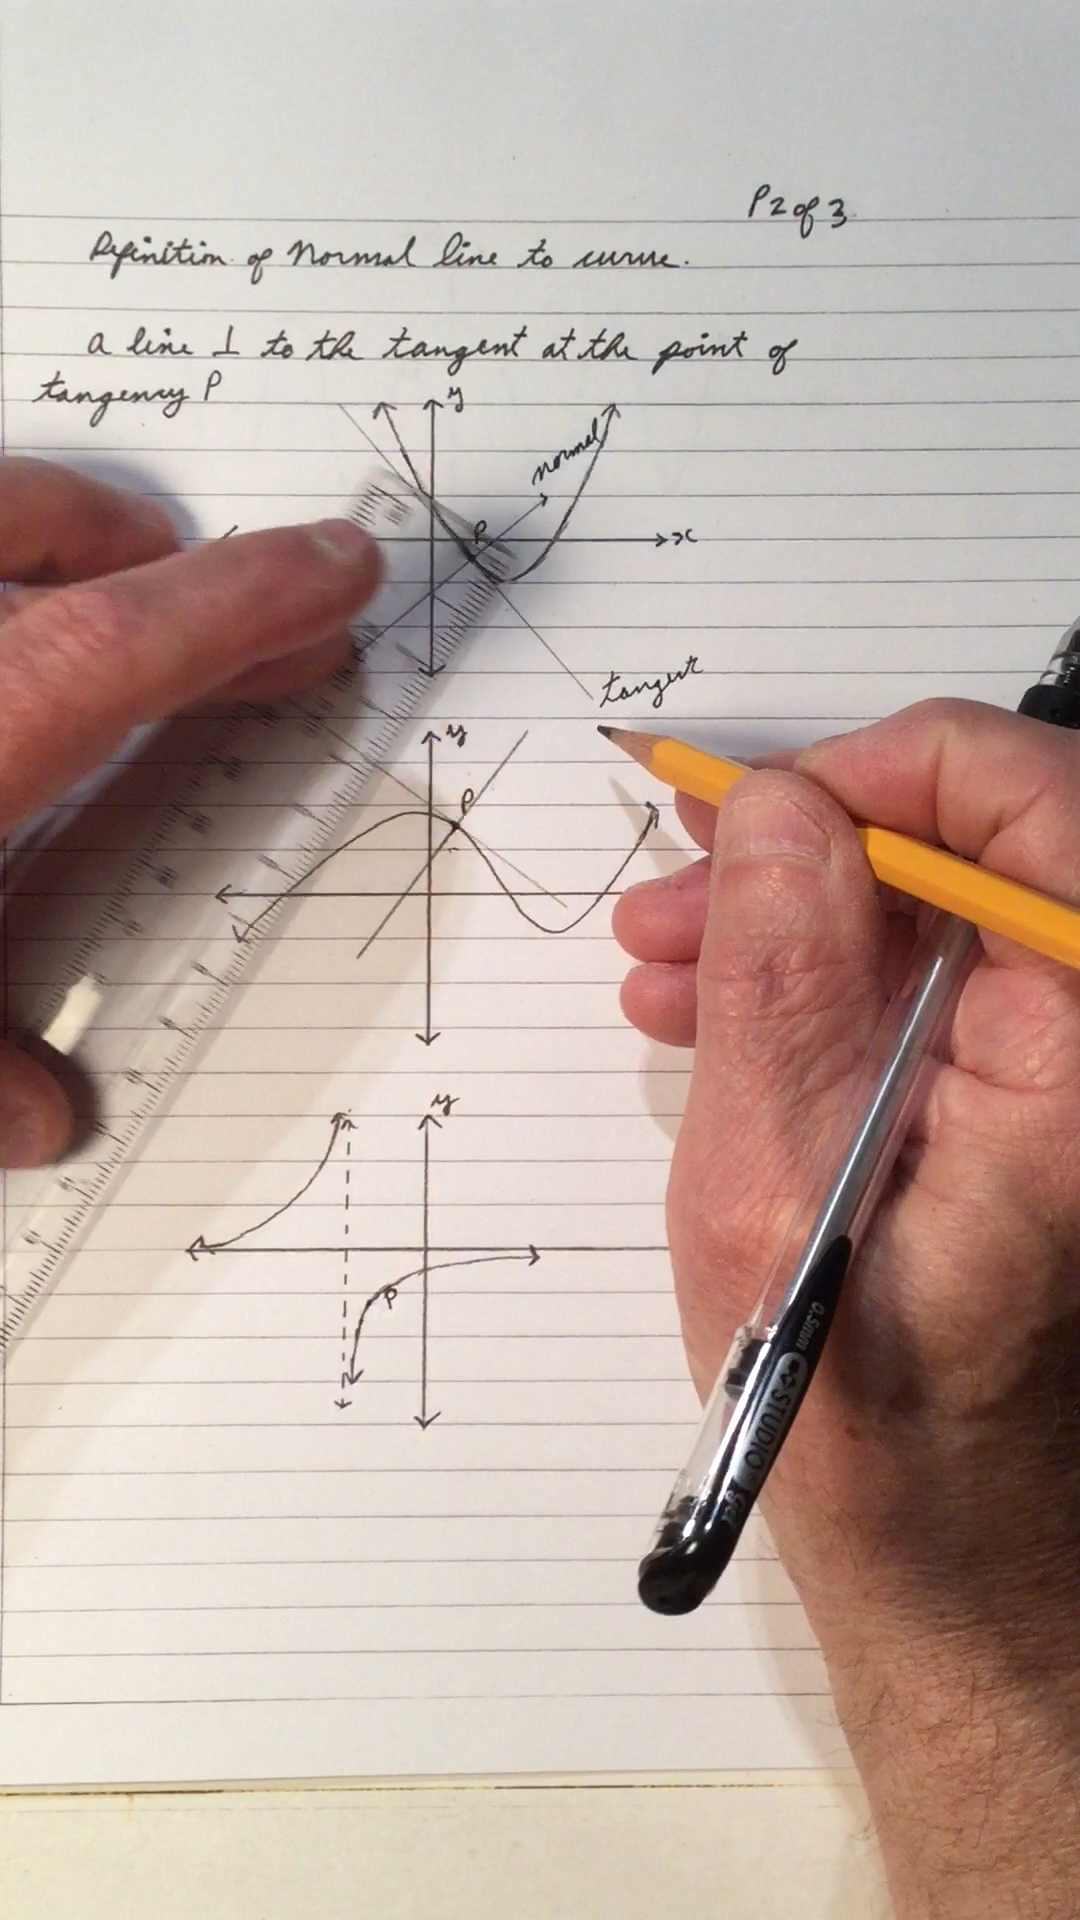 P2 of 3
Definition of Normal line to curve.
a line ⊥ to the tangent at the point of
tangency P
y
normal
P
x
tangent
y
P
y
P
0.5mm
STUDIO gel